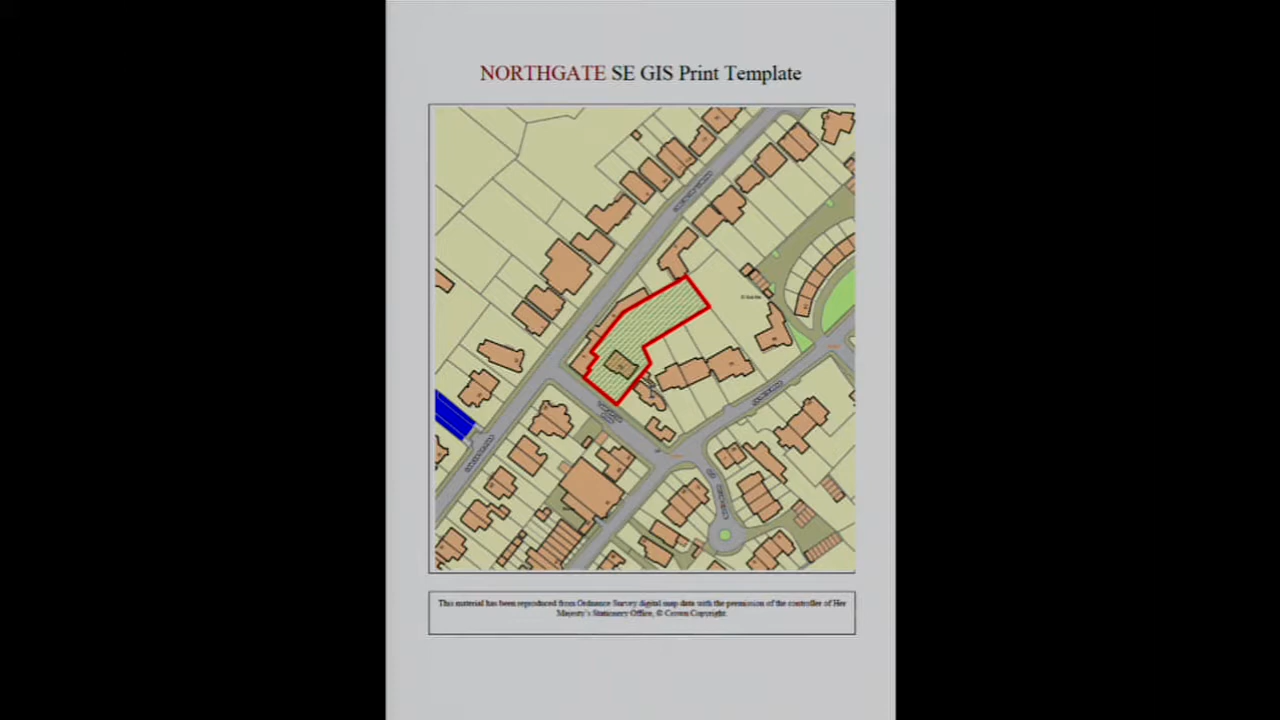 NORTHGATE SE GIS Print Template
This material has been reproduced from Ordnance Survey digital map data with the permission of the controller of Her
Majesty's Stationery Office, © Crown Copyright.